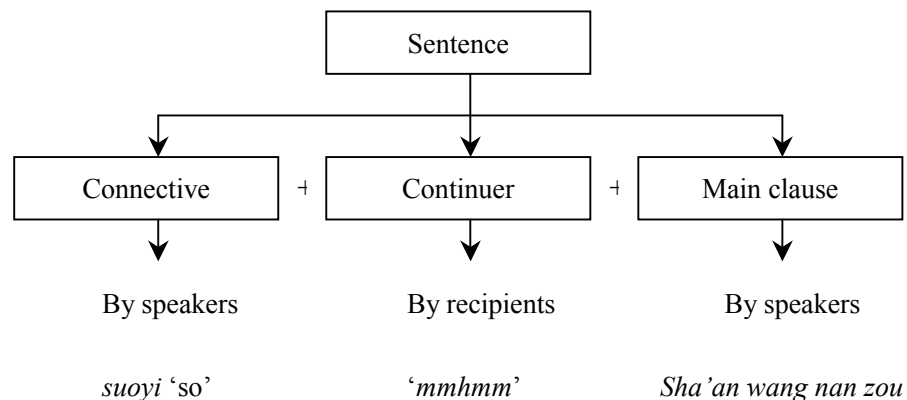 Sentence
Connective + Continuer + Main clause
By speakers By recipients By speakers
suoyi ‘so’ ‘mmhmm’ Sha’an wang nan zou